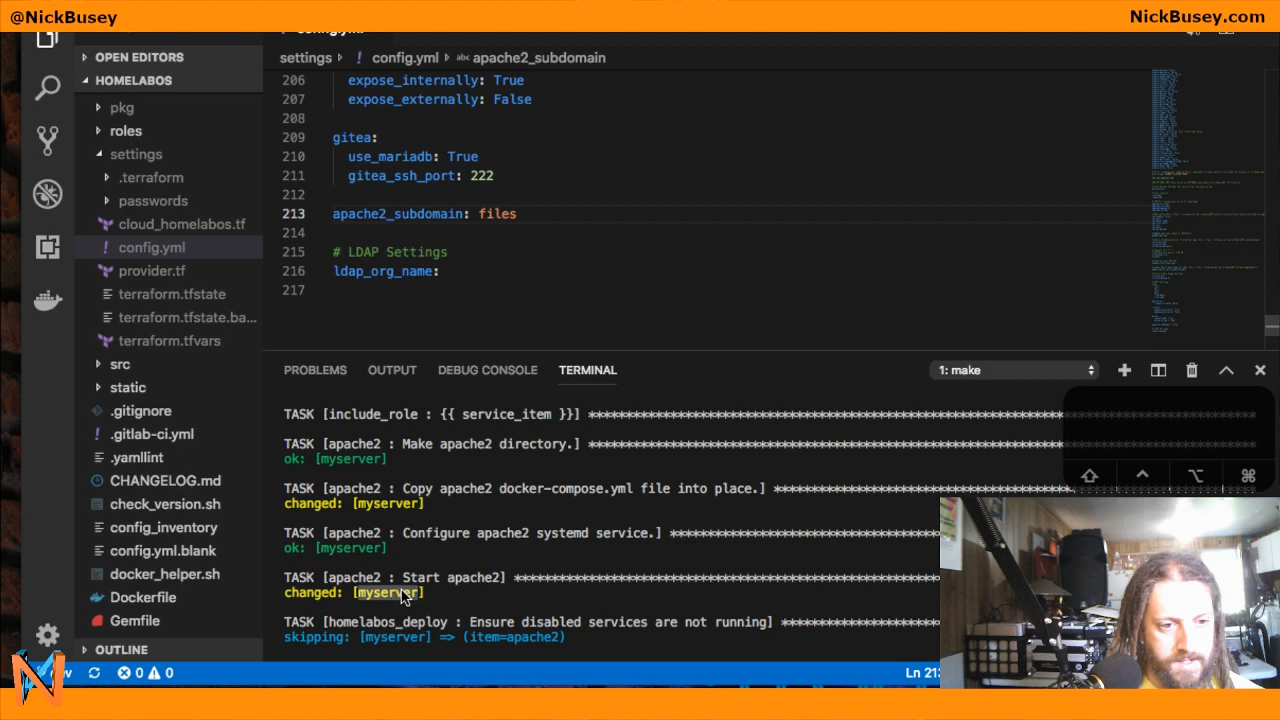 @NickBusey
NickBusey.com
OPEN EDITORS
HOMELABOS
pkg
roles
settings
.terraform
passwords
cloud_homelabos.tf
config.yml
provider.tf
terraform.tfstate
terraform.tfstate.ba...
terraform.tfvars
src
static
.gitignore
.gitlab-ci.yml
.yamllint
CHANGELOG.md
check_version.sh
config_inventory
config.yml.blank
docker_helper.sh
Dockerfile
Gemfile
OUTLINE
settings config.yml abc apache2_subdomain
206 expose_internally: True
207 expose_externally: False
208
209 gitea:
210 use_mariadb: True
211 gitea_ssh_port: 222
212
213 apache2_subdomain: files
214
215 # LDAP Settings
216 ldap_org_name:
217
PROBLEMS OUTPUT DEBUG CONSOLE TERMINAL 1: make
TASK [include_role : {{ service_item }}] ******************************************************************************************
TASK [apache2 : Make apache2 directory.] ******************************************************************************************
ok: [myserver]
TASK [apache2 : Copy apache2 docker-compose.yml file into place.] *****************************************************************
changed: [myserver]
TASK [apache2 : Configure apache2 systemd service.] **************************************
ok: [myserver]
TASK [apache2 : Start apache2] **********************************************************
changed: [myserver]
TASK [homelabos_deploy : Ensure disabled services are not running] **********************
skipping: [myserver] => (item=apache2)
0 0
Ln 213